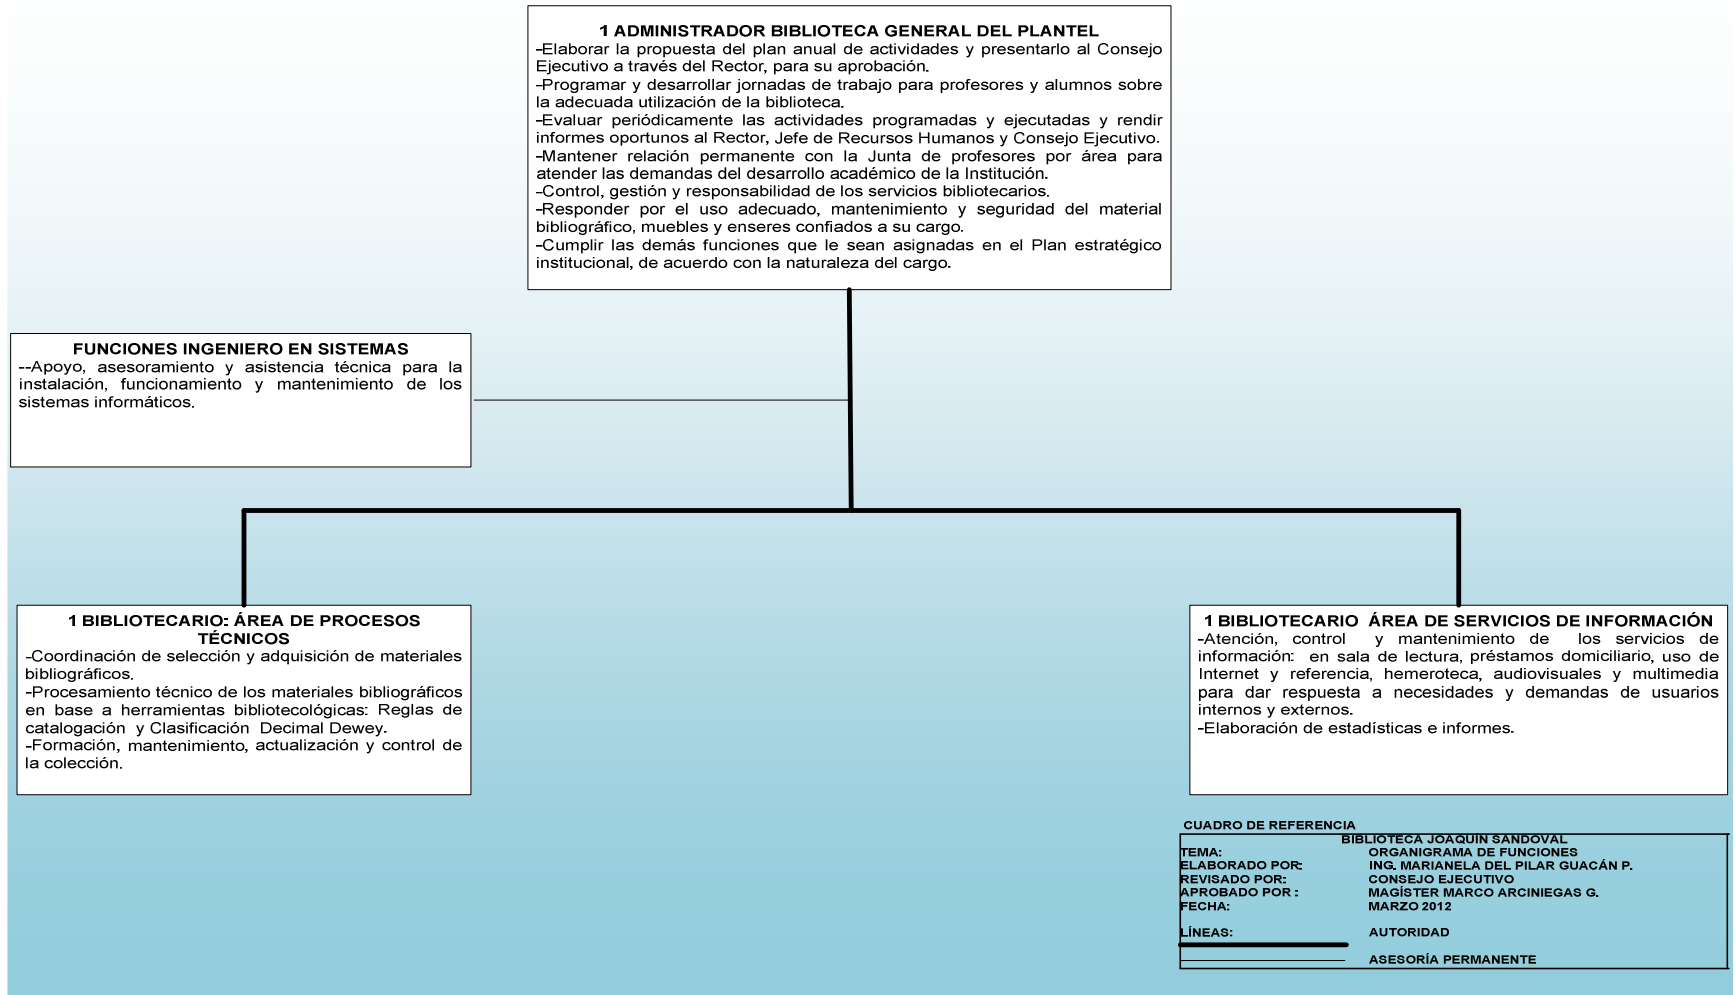 1 ADMINISTRADOR BIBLIOTECA GENERAL DEL PLANTEL
-Elaborar la propuesta del plan anual de actividades y presentarlo al Consejo
Ejecutivo a través del Rector, para su aprobación.
-Programar y desarrollar jornadas de trabajo para profesores y alumnos sobre
la adecuada utilización de la biblioteca.
-Evaluar periódicamente las actividades programadas y ejecutadas y rendir
informes oportunos al Rector, Jefe de Recursos Humanos y Consejo Ejecutivo.
-Mantener relación permanente con la Junta de profesores por área para
atender las demandas del desarrollo académico de la Institución.
-Control, gestión y responsabilidad de los servicios bibliotecarios.
-Responder por el uso adecuado, mantenimiento y seguridad del material
bibliográfico, muebles y enseres confiados a su cargo.
-Cumplir las demás funciones que le sean asignadas en el Plan estratégico
institucional, de acuerdo con la naturaleza del cargo.
FUNCIONES INGENIERO EN SISTEMAS
--Apoyo, asesoramiento y asistencia técnica para la
instalación, funcionamiento y mantenimiento de los
sistemas informáticos.
1 BIBLIOTECARIO: ÁREA DE PROCESOS
TÉCNICOS
-Coordinación de selección y adquisición de materiales
bibliográficos.
-Procesamiento técnico de los materiales bibliográficos
en base a herramientas bibliotecológicas: Reglas de
catalogación y Clasificación Decimal Dewey.
-Formación, mantenimiento, actualización y control de
la colección.
1 BIBLIOTECARIO ÁREA DE SERVICIOS DE INFORMACIÓN
-Atención, control y mantenimiento de los servicios de
información: en sala de lectura, préstamos domiciliario, uso de
Internet y referencia, hemeroteca, audiovisuales y multimedia
para dar respuesta a necesidades y demandas de usuarios
internos y externos.
-Elaboración de estadísticas e informes.
CUADRO DE REFERENCIA
BIBLIOTECA JOAQUÍN SANDOVAL
TEMA: ORGANIGRAMA DE FUNCIONES
ELABORADO POR: ING. MARIANELA DEL PILAR GUACÁN P.
REVISADO POR: CONSEJO EJECUTIVO
APROBADO POR : MAGÍSTER MARCO ARCINIEGAS G.
FECHA: MARZO 2012
LÍNEAS: AUTORIDAD
ASESORÍA PERMANENTE